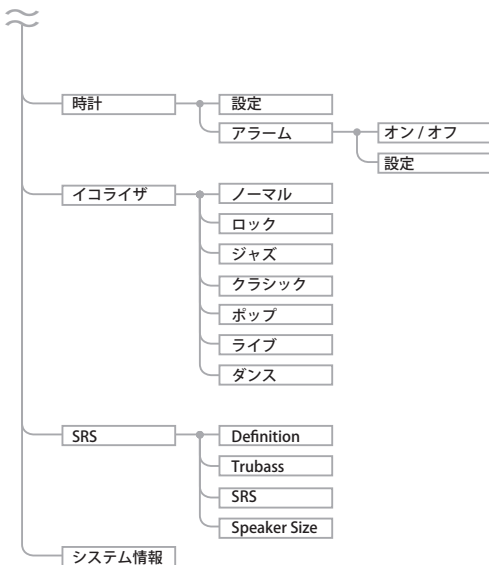 時計
設定
アラーム
オン / オフ
設定
イコライザ
ノーマル
ロック
ジャズ
クラシック
ポップ
ライブ
ダンス
SRS
Definition
Trubass
SRS
Speaker Size
システム情報